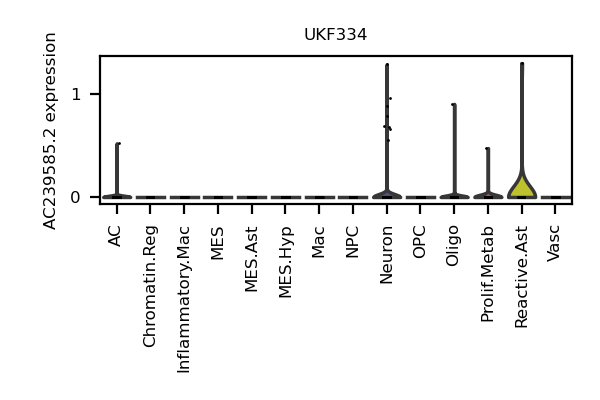 UKF334
AC239585.2 expression
1
0
AC
Chromatin.Reg
Inflammatory.Mac
MES
MES.Ast
MES.Hyp
Mac
NPC
Neuron
OPC
Oligo
Prolif.Metab
Reactive.Ast
Vasc